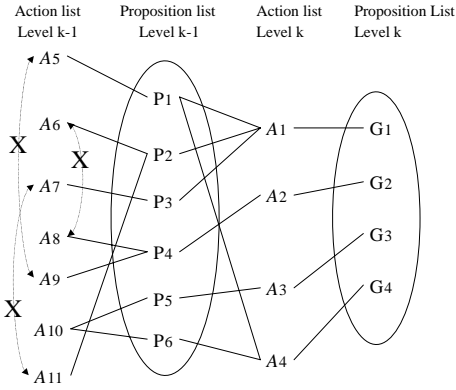 Action list Proposition list Action list Proposition List
Level k-1 Level k-1 Level k Level k
A5
P1
A6 A1 G1
X X P2
A7 P3 A2 G2
A8 P4 G3
A9
P5 A3 G4
X A10 P6
A4
A11